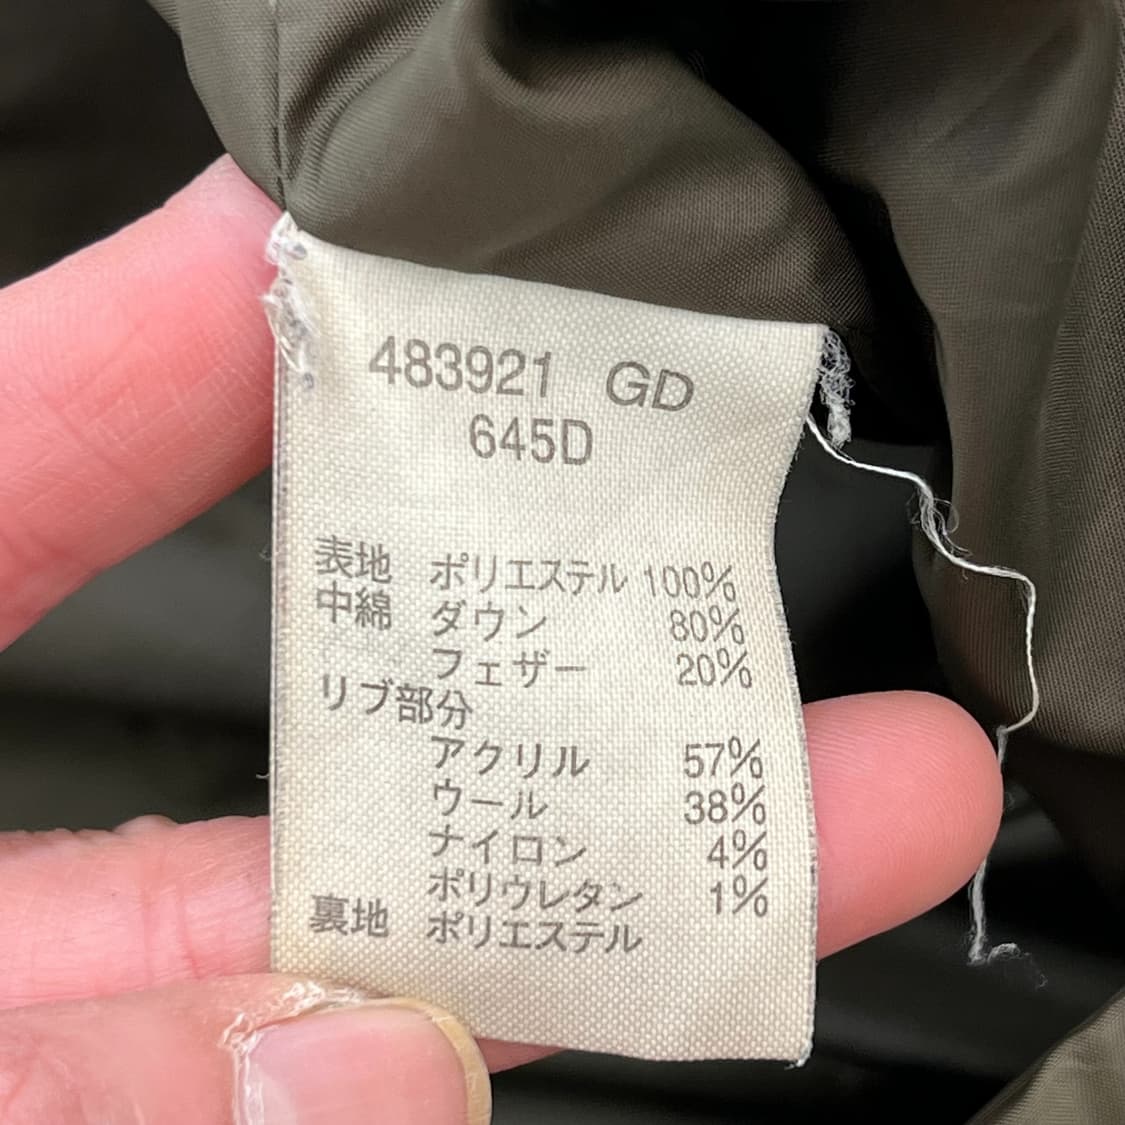 483921 GD
645D
表地 ポリエステル 100%
中綿 ダウン 80%
フェザー 20%
リブ部分
アクリル 57%
ウール 38%
ナイロン 4%
ポリウレタン 1%
裏地 ポリエステル